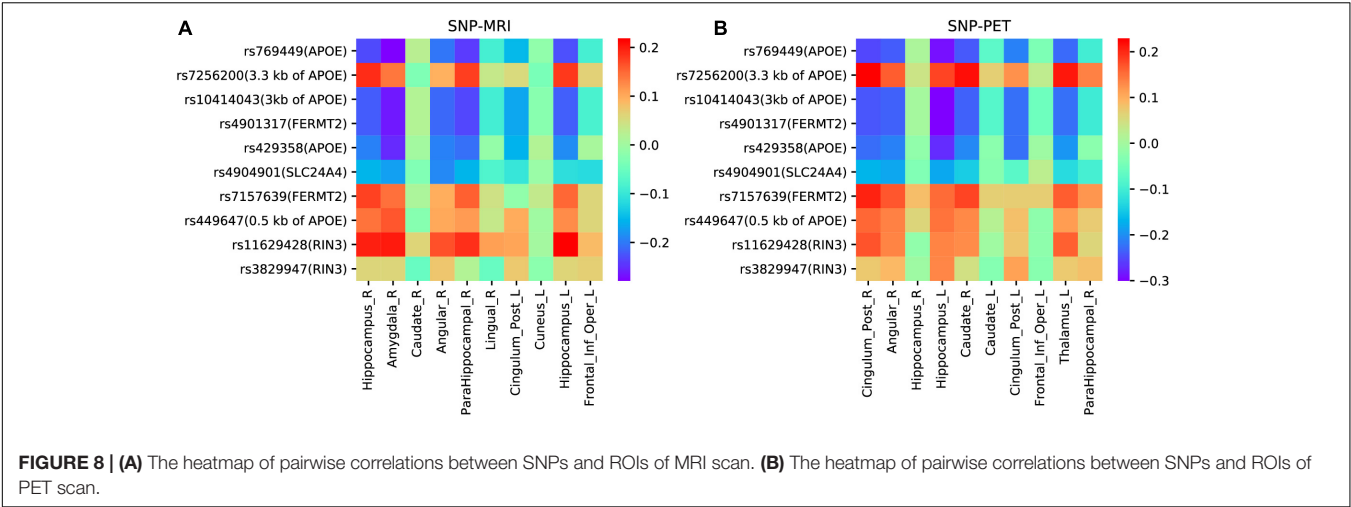 A
SNP-MRI
rs769449(APOE)
rs7256200(3.3 kb of APOE)
rs10414043(3kb of APOE)
rs4901317(FERMT2)
rs429358(APOE)
rs4904901(SLC24A4)
rs7157639(FERMT2)
rs449647(0.5 kb of APOE)
rs11629428(RIN3)
rs3829947(RIN3)
Hippocampus_R
Amygdala_R
Caudate_R
Angular_R
ParaHippocampal_R
Lingual_R
Cingulum_Post_L
Cuneus_L
Hippocampus_L
Frontal_Inf_Oper_L
0.2
0.1
0.0
−0.1
−0.2
B
SNP-PET
rs769449(APOE)
rs7256200(3.3 kb of APOE)
rs10414043(3kb of APOE)
rs4901317(FERMT2)
rs429358(APOE)
rs4904901(SLC24A4)
rs7157639(FERMT2)
rs449647(0.5 kb of APOE)
rs11629428(RIN3)
rs3829947(RIN3)
Cingulum_Post_R
Angular_R
Hippocampus_R
Hippocampus_L
Caudate_R
Caudate_L
Cingulum_Post_L
Frontal_Inf_Oper_L
Thalamus_L
ParaHippocampal_R
0.2
0.1
0.0
−0.1
−0.2
−0.3
FIGURE 8 | (A) The heatmap of pairwise correlations between SNPs and ROIs of MRI scan. (B) The heatmap of pairwise correlations between SNPs and ROIs of
PET scan.